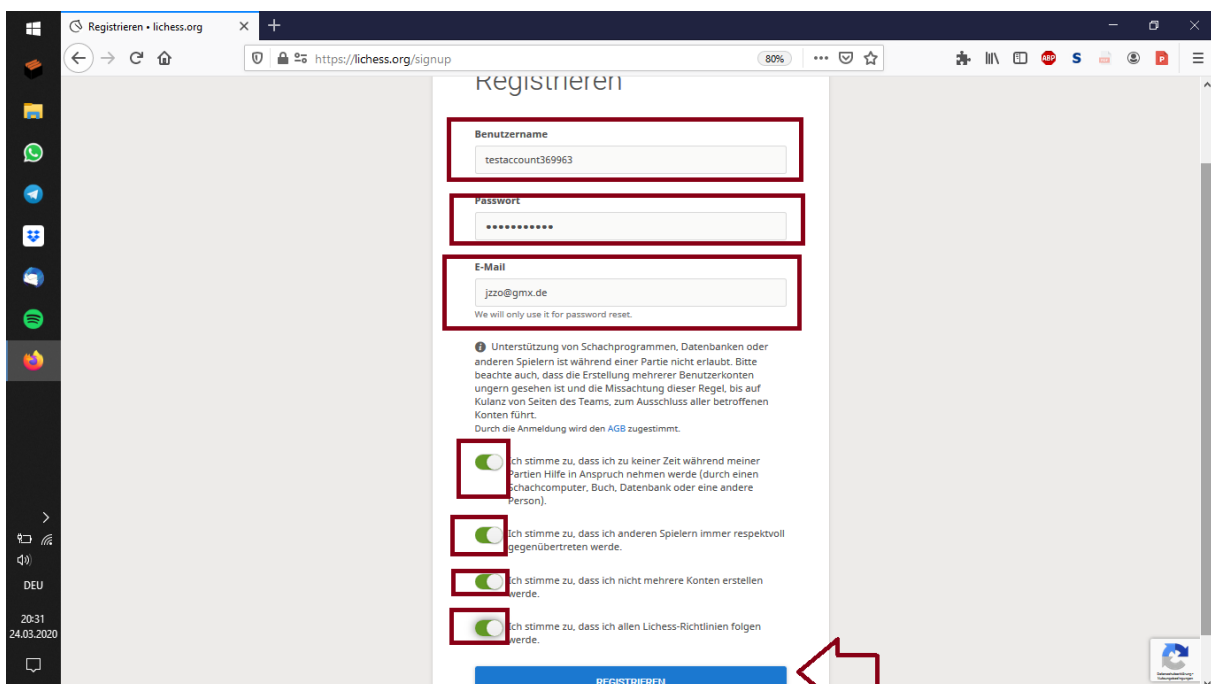 Registrieren • lichess.org
https://lichess.org/signup
80%
ABP
S
P
Registrieren
Benutzername
testaccount369963
Passwort
•••••••••••
E-Mail
jzzo@gmx.de
We will only use it for password reset.
Unterstützung von Schachprogrammen, Datenbanken oder
anderen Spielern ist während einer Partie nicht erlaubt. Bitte
beachte auch, dass die Erstellung mehrerer Benutzerkonten
ungern gesehen ist und die Missachtung dieser Regel, bis auf
Kulanz von Seiten des Teams, zum Ausschluss aller betroffenen
Konten führt.
Durch die Anmeldung wird den AGB zugestimmt.
Ich stimme zu, dass ich zu keiner Zeit während meiner
Partien Hilfe in Anspruch nehmen werde (durch einen
Schachcomputer, Buch, Datenbank oder eine andere
Person).
Ich stimme zu, dass ich anderen Spielern immer respektvoll
gegenübertreten werde.
Ich stimme zu, dass ich nicht mehrere Konten erstellen
werde.
Ich stimme zu, dass ich allen Lichess-Richtlinien folgen
werde.
REGISTRIEREN
DEU
20:31
24.03.2020